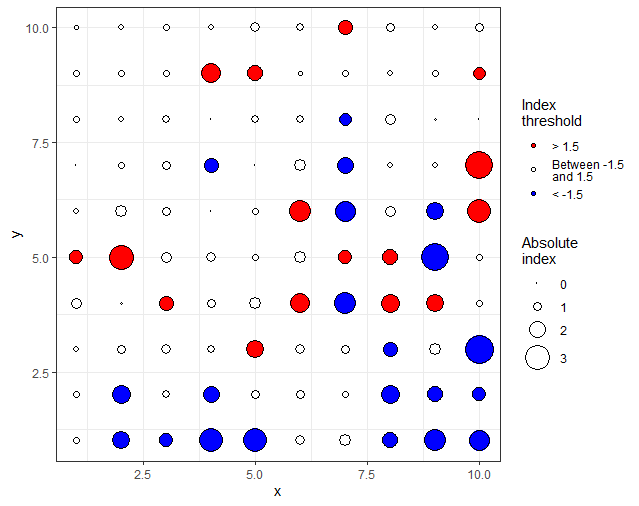 10.0
7.5
5.0
2.5
y
2.5
5.0
7.5
10.0
x
Index
threshold
> 1.5
Between -1.5
and 1.5
< -1.5
Absolute
index
0
1
2
3